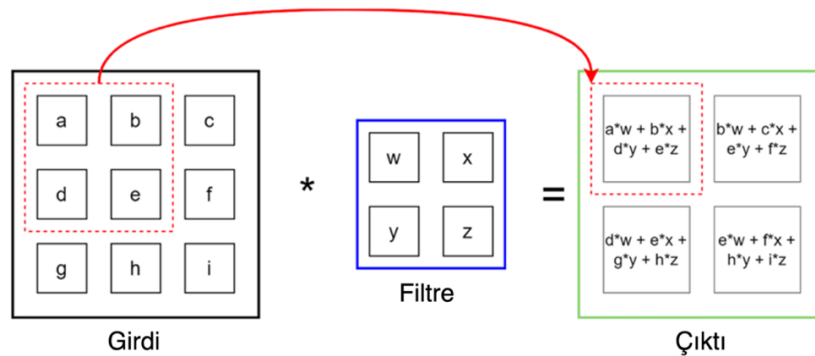 a b c
d e f
g h i
Girdi
*
w x
y z
Filtre
=
a*w + b*x +
d*y + e*z
b*w + c*x +
e*y + f*z
d*w + e*x +
g*y + h*z
e*w + f*x +
h*y + i*z
Çıktı